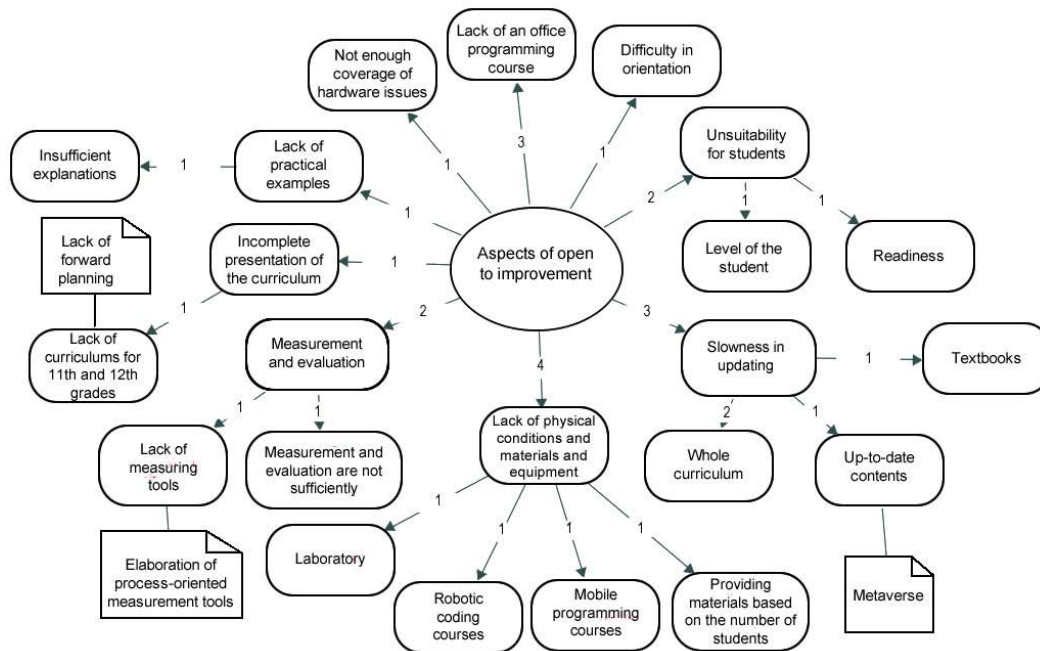 Lack of an office
programming
course
Not enough
coverage of
hardware issues
Difficulty in
orientation
3
1
1
Unsuitability
for students
Insufficient
explanations
1
Lack of
practical
examples
1
2
1
1
Level of the
student
Readiness
Aspects of open
to improvement
Lack of
forward
planning
Incomplete
presentation
of the curriculum
1
1
Lack of
curriculums for
11th and 12th
grades
2
Measurement
and evaluation
3
Slowness in
updating
1
Textbooks
4
1
1
2
1
Lack of
measuring
tools
Measurement and
evaluation are not
sufficiently
Lack of physical
conditions and
materials and
equipment
Whole
curriculum
Up-to-date
contents
1
1
1
1
Laboratory
Elaboration of
process-oriented
measurement tools
Robotic
coding
courses
Mobile
programming
courses
Providing
materials based
on the number of
students
Metaverse